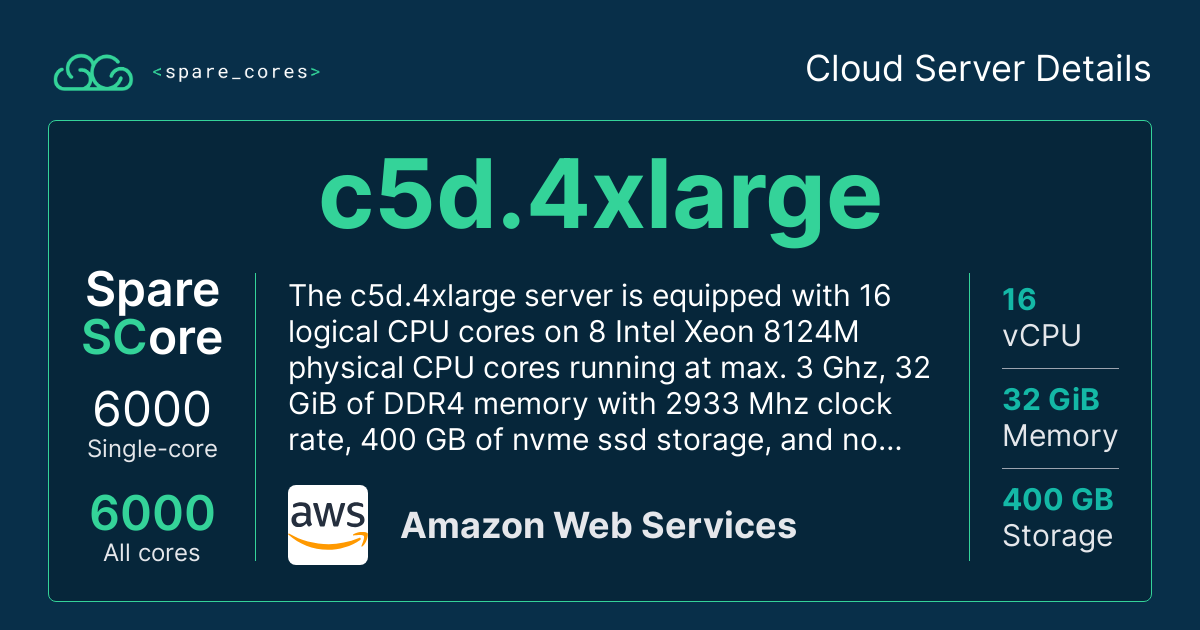 <spare_cores>
Cloud Server Details
c5d.4xlarge
Spare
SCore
6000
Single-core
6000
All cores
The c5d.4xlarge server is equipped with 16
logical CPU cores on 8 Intel Xeon 8124M
physical CPU cores running at max. 3 Ghz, 32
GiB of DDR4 memory with 2933 Mhz clock
rate, 400 GB of nvme ssd storage, and no...
aws
Amazon Web Services
16
vCPU
32 GiB
Memory
400 GB
Storage